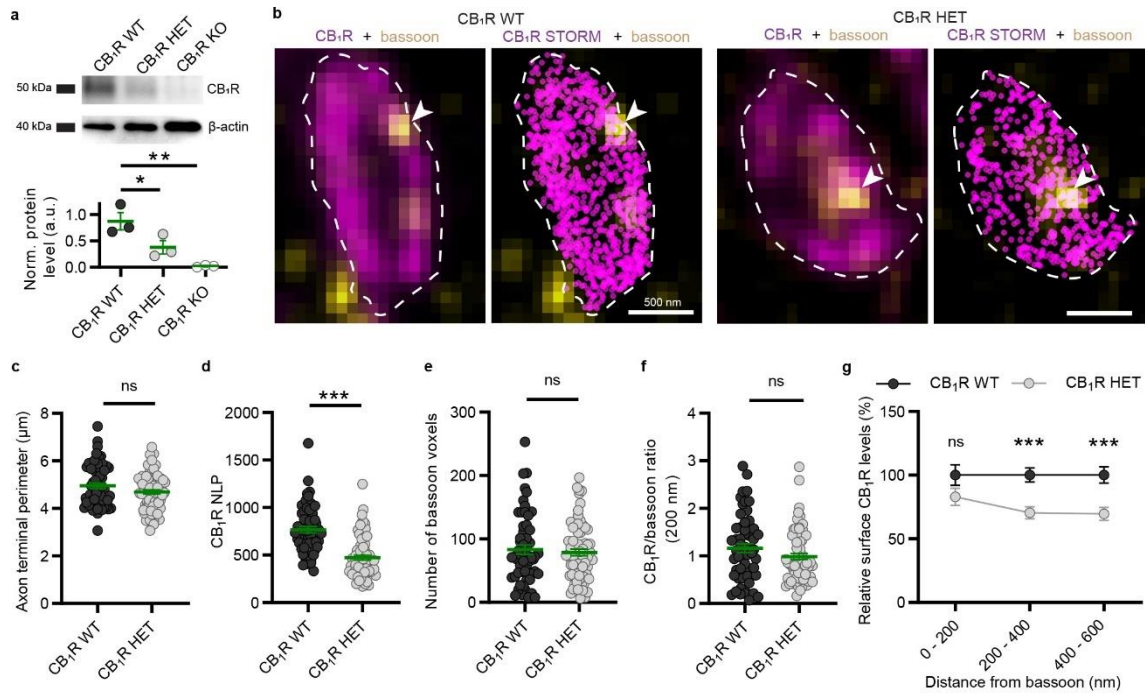 a
CB₁R WT
CB₁R HET
CB₁R KO
50 kDa
CB₁R
40 kDa
β-actin
**
*
Norm. protein
level (a.u.)
1.0
0.5
0.0
CB₁R WT
CB₁R HET
CB₁R KO
b
CB₁R WT
CB₁R + bassoon
CB₁R STORM + bassoon
500 nm
CB₁R HET
CB₁R + bassoon
CB₁R STORM + bassoon
c
ns
Axon terminal perimeter (μm)
8
6
4
2
0
CB₁R WT
CB₁R HET
d
***
CB₁R NLP
2000
1500
1000
500
0
CB₁R WT
CB₁R HET
e
ns
Number of bassoon voxels
300
200
100
0
CB₁R WT
CB₁R HET
f
ns
CB₁R/bassoon ratio
(200 nm)
4
3
2
1
0
CB₁R WT
CB₁R HET
g
CB₁R WT
CB₁R HET
Relative surface CB₁R levels (%)
150
100
50
0
ns
***
***
0 - 200
200 - 400
400 - 600
Distance from bassoon (nm)